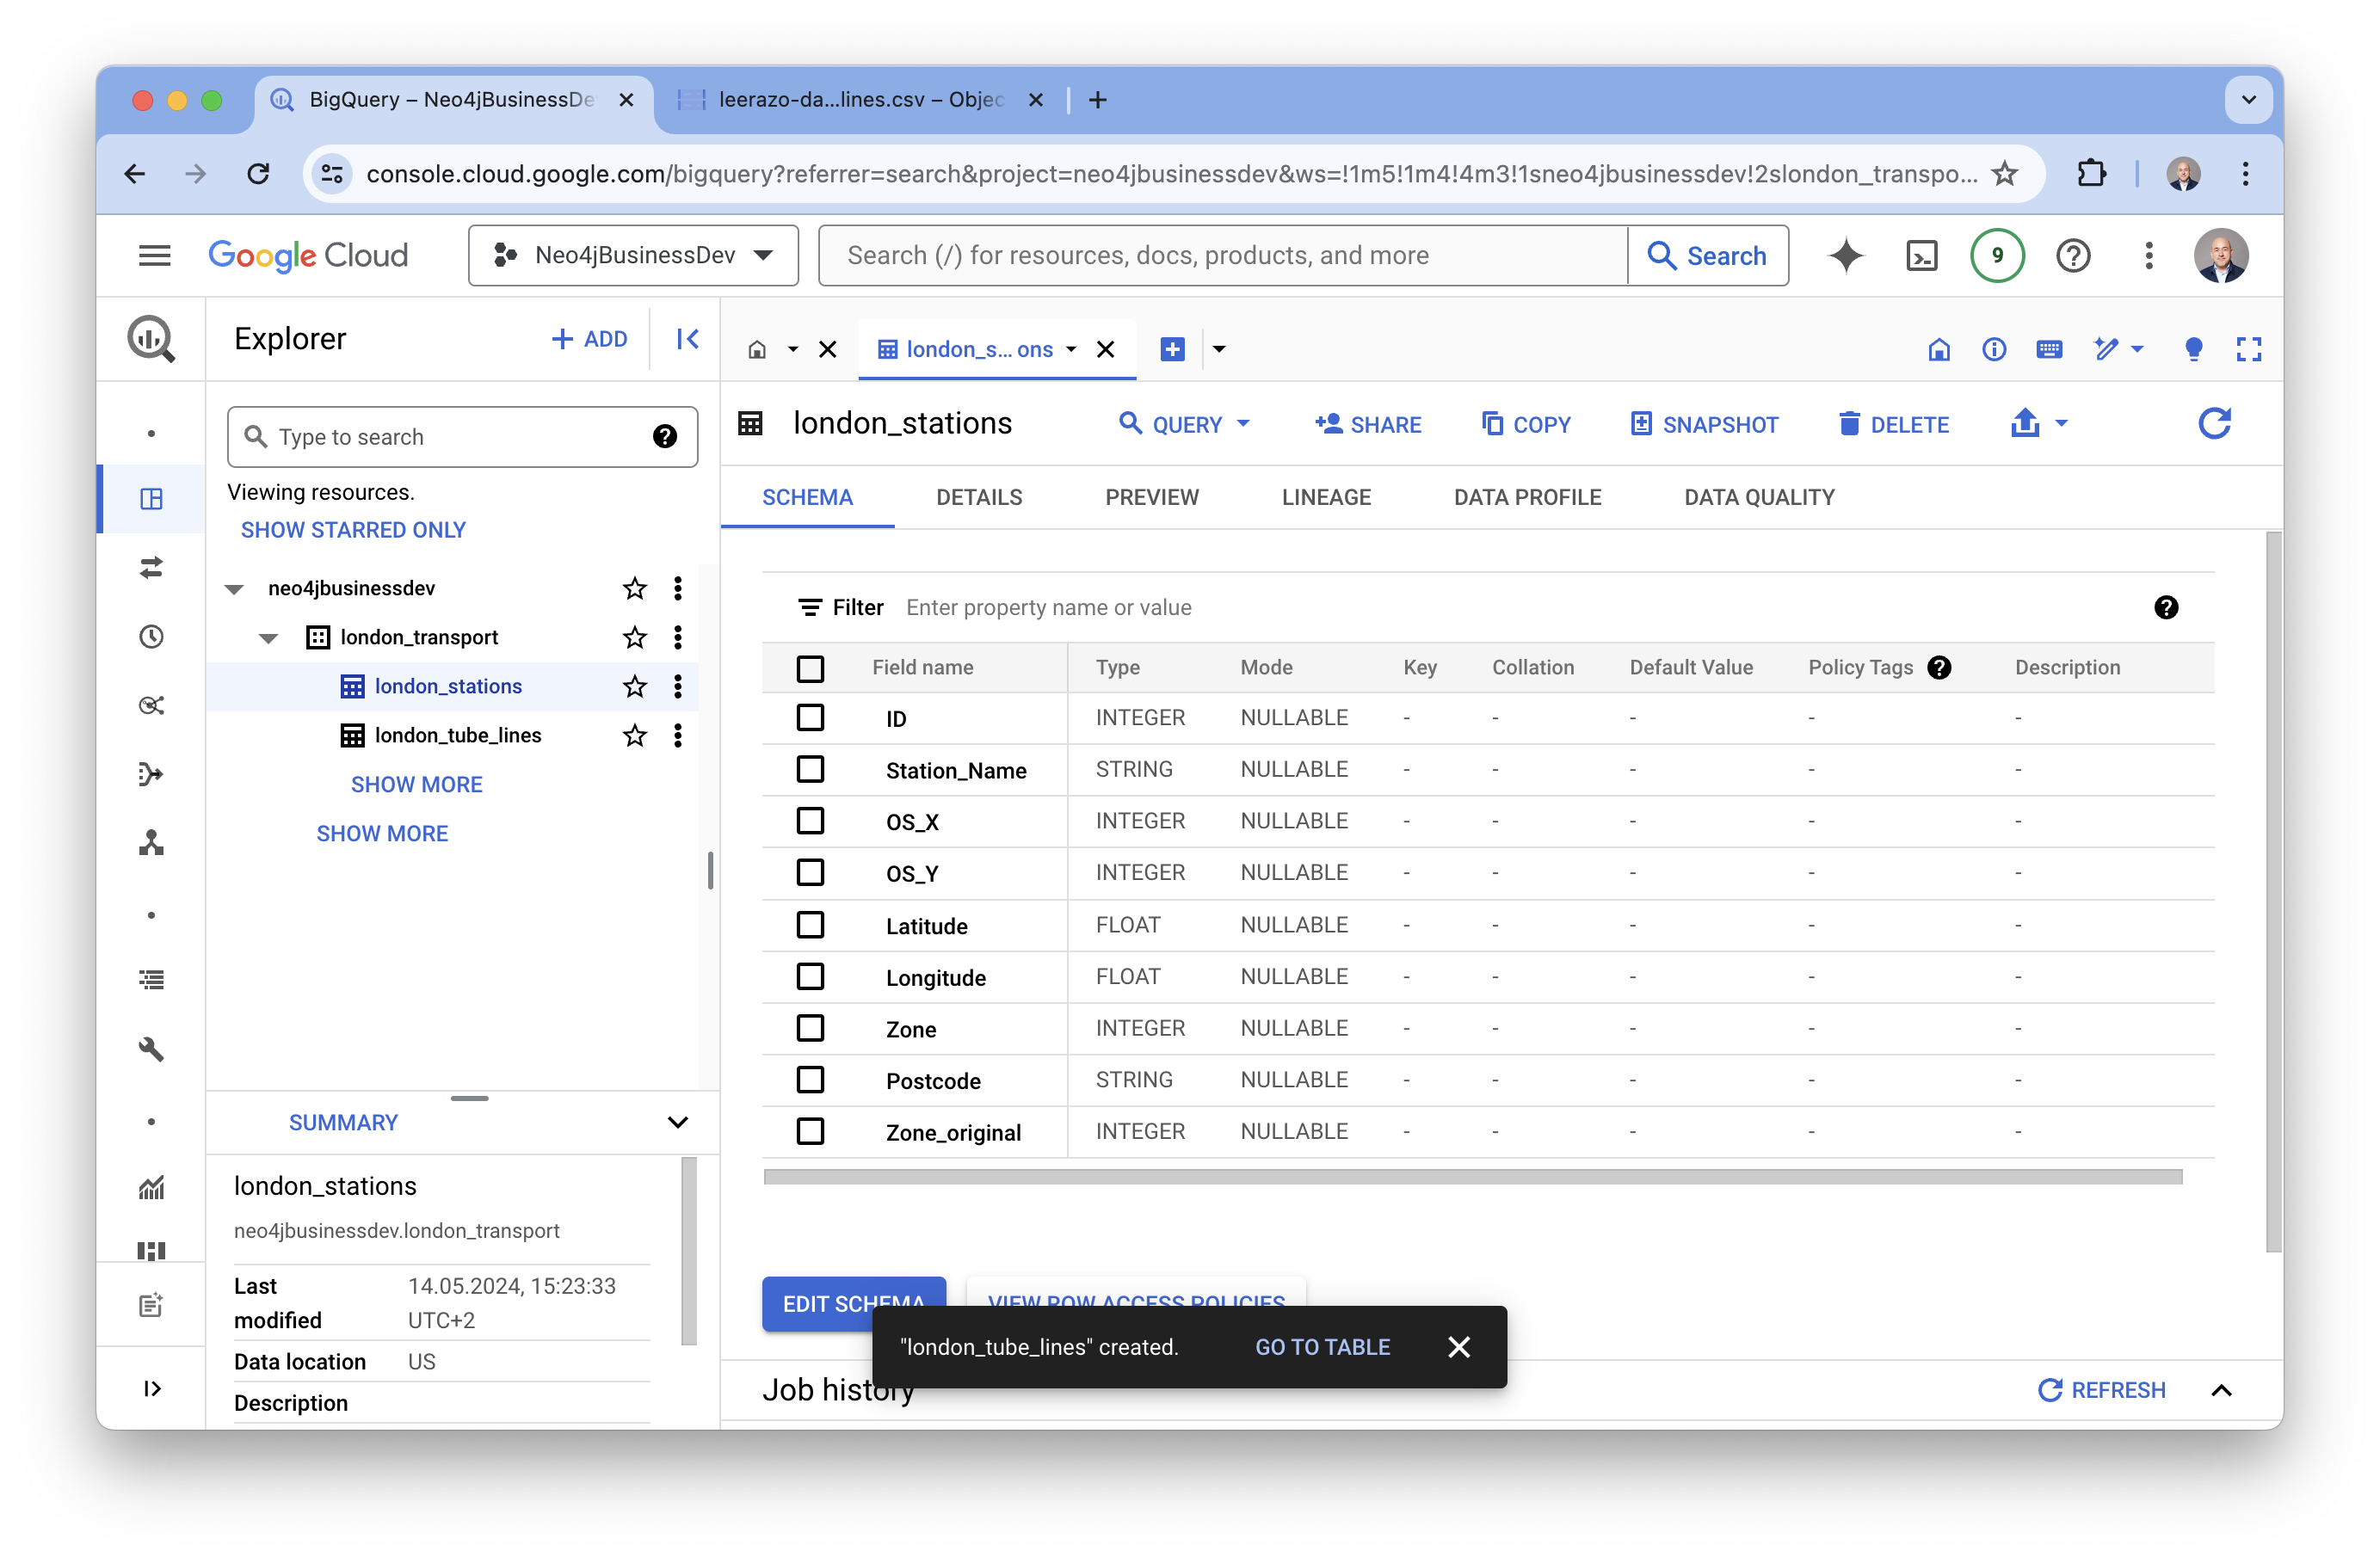 BigQuery – Neo4jBusinessDe
leerazo-da...lines.csv – Objec
console.cloud.google.com/bigquery?referrer=search&project=neo4jbusinessdev&ws=!1m5!1m4!4m3!1sneo4jbusinessdev!2slondon_transpo...
Google Cloud
Neo4jBusinessDev
Search (/) for resources, docs, products, and more
Search
9
Explorer
+ ADD
london_s... ons
Type to search
Viewing resources.
SHOW STARRED ONLY
neo4jbusinessdev
london_transport
london_stations
london_tube_lines
SHOW MORE
SHOW MORE
SUMMARY
london_stations
neo4jbusinessdev.london_transport
Last modified 14.05.2024, 15:23:33 UTC+2
Data location US
Description
london_stations
QUERY SHARE COPY SNAPSHOT DELETE
SCHEMA DETAILS PREVIEW LINEAGE DATA PROFILE DATA QUALITY
Filter Enter property name or value
Field name Type Mode Key Collation Default Value Policy Tags Description
ID INTEGER NULLABLE - - - - -
Station_Name STRING NULLABLE - - - - -
OS_X INTEGER NULLABLE - - - - -
OS_Y INTEGER NULLABLE - - - - -
Latitude FLOAT NULLABLE - - - - -
Longitude FLOAT NULLABLE - - - - -
Zone INTEGER NULLABLE - - - - -
Postcode STRING NULLABLE - - - - -
Zone_original INTEGER NULLABLE - - - - -
EDIT SCHEMA VIEW ROW ACCESS POLICIES
"london_tube_lines" created. GO TO TABLE
Job history
REFRESH